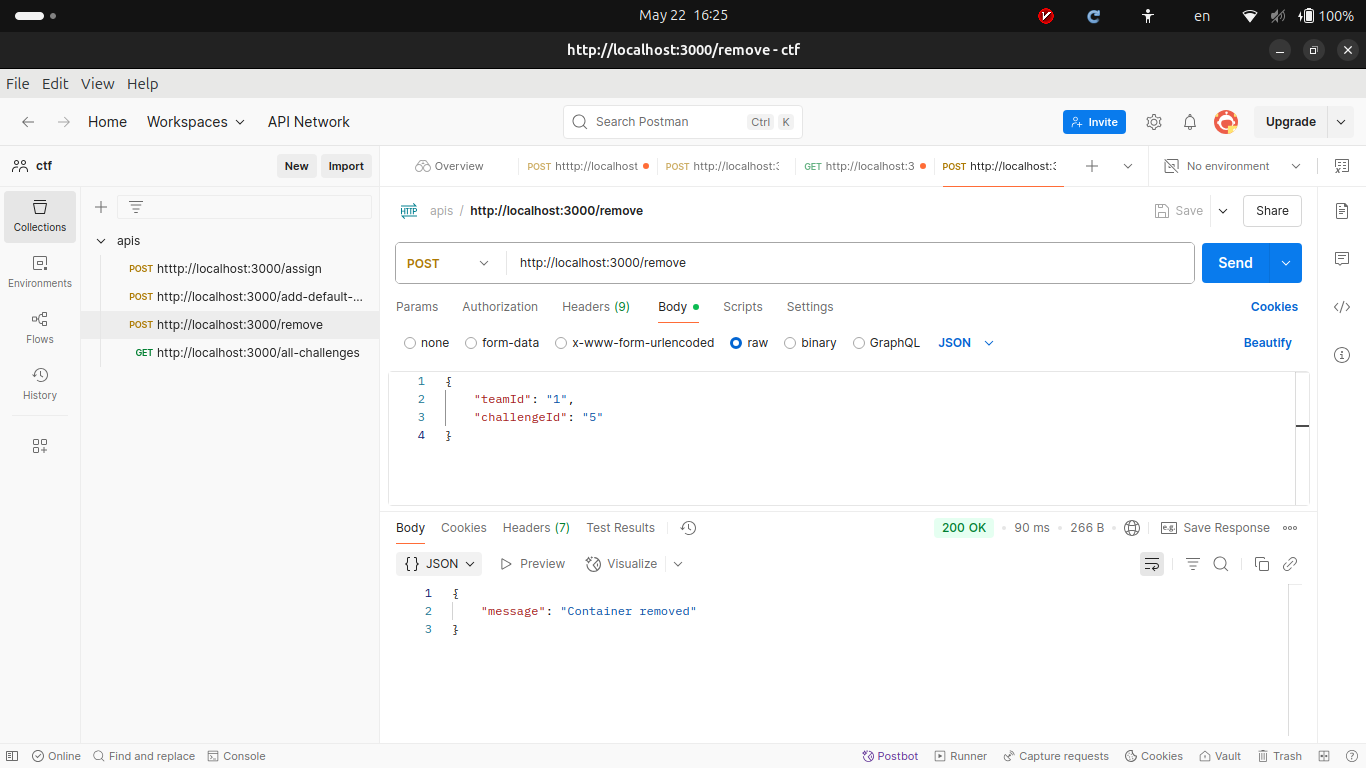 May 22 16:25
en
100%
http://localhost:3000/remove - ctf
File Edit View Help
Home Workspaces API Network
Search Postman Ctrl K
Invite
Upgrade
ctf
New Import
Overview
POST htttp://localhost
POST http://localhost:3
GET http://localhost:3
POST http://localhost:3
No environment
Collections
Environments
Flows
History
apis
POST htttp://localhost:3000/assign
POST http://localhost:3000/add-default-...
POST http://localhost:3000/remove
GET http://localhost:3000/all-challenges
HTTP apis / http://localhost:3000/remove
Save Share
POST http://localhost:3000/remove
Send
Params Authorization Headers (9) Body Scripts Settings
Cookies
none form-data x-www-form-urlencoded raw binary GraphQL JSON
Beautify
1 {
2 "teamId": "1",
3 "challengeId": "5"
4 }
Body Cookies Headers (7) Test Results
200 OK • 90 ms • 266 B •
e.g. Save Response
{} JSON Preview Visualize
1 {
2 "message": "Container removed"
3 }
Online Find and replace Console
Postbot Runner Capture requests Cookies Vault Trash